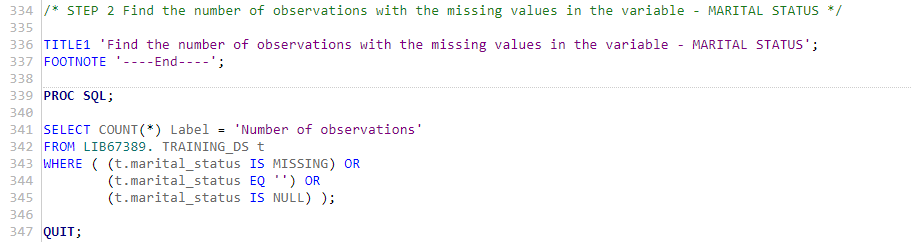 334 /* STEP 2 Find the number of observations with the missing values in the variable - MARITAL STATUS */
335
336 TITLE1 'Find the number of observations with the missing values in the variable - MARITAL STATUS';
337 FOOTNOTE '----End----';
338
339 PROC SQL;
340
341 SELECT COUNT(*) Label = 'Number of observations'
342 FROM LIB67389. TRAINING_DS t
343 WHERE ( (t.marital_status IS MISSING) OR
344         (t.marital_status EQ '') OR
345         (t.marital_status IS NULL) );
346
347 QUIT;